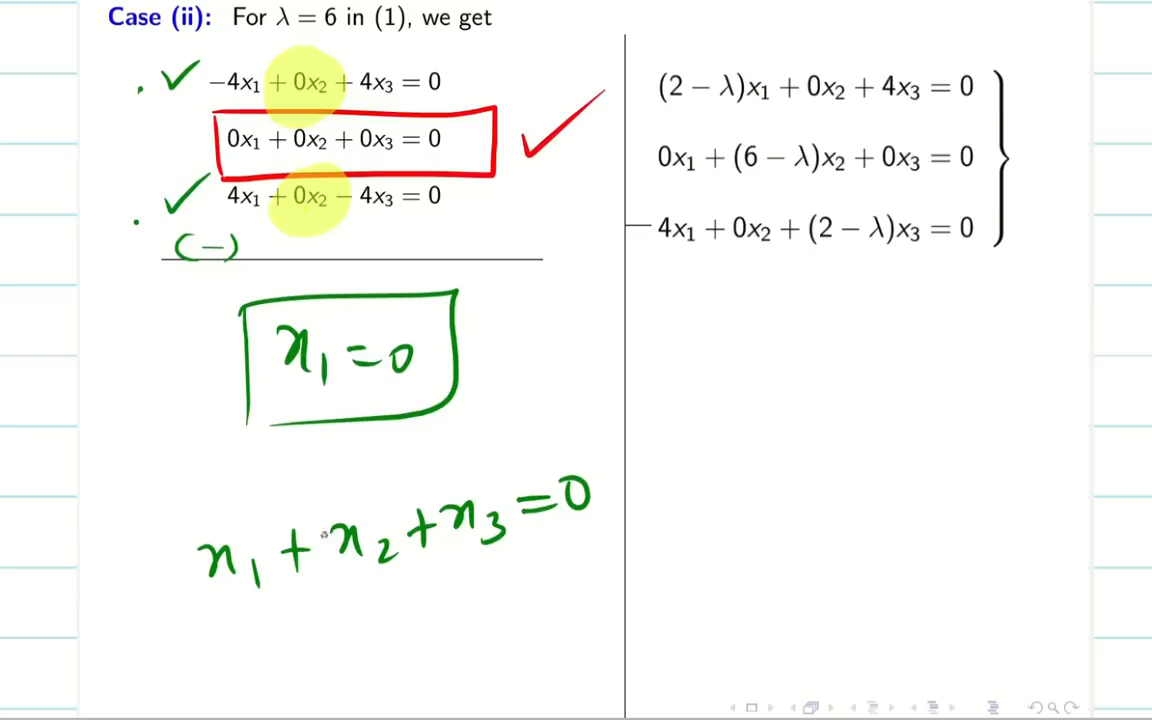 Case (ii): For λ = 6 in (1), we get
−4x₁ + 0x₂ + 4x₃ = 0
0x₁ + 0x₂ + 0x₃ = 0
4x₁ + 0x₂ − 4x₃ = 0
(−)
x₁ = 0
x₁ + x₂ + x₃ = 0
(2 − λ)x₁ + 0x₂ + 4x₃ = 0
0x₁ + (6 − λ)x₂ + 0x₃ = 0
4x₁ + 0x₂ + (2 − λ)x₃ = 0